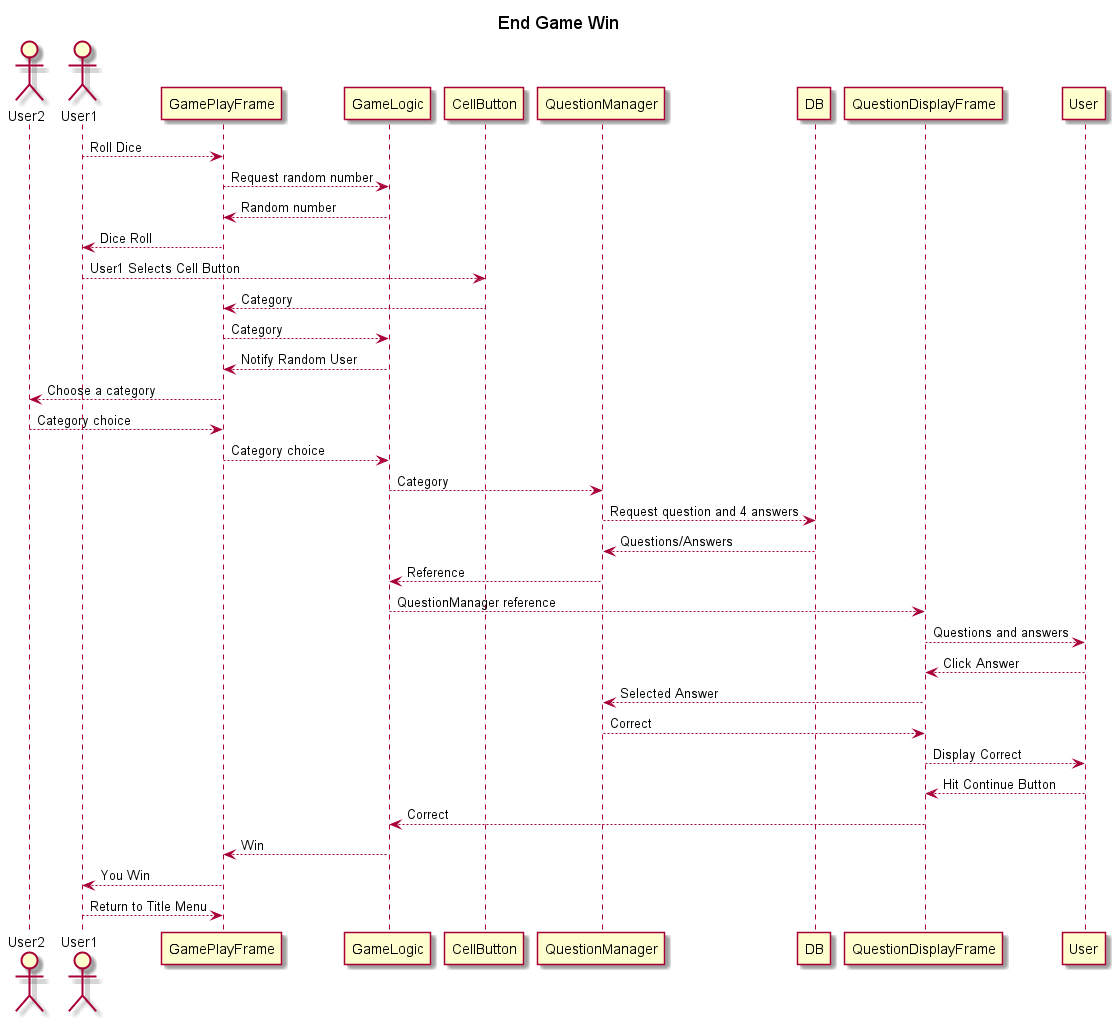 End Game Win
User2
User1
GamePlayFrame
GameLogic
CellButton
QuestionManager
DB
QuestionDisplayFrame
User
Roll Dice
Request random number
Random number
Dice Roll
User1 Selects Cell Button
Category
Category
Notify Random User
Choose a category
Category choice
Category choice
Category
Request question and 4 answers
Questions/Answers
Reference
QuestionManager reference
Questions and answers
Click Answer
Selected Answer
Correct
Display Correct
Hit Continue Button
Correct
Win
You Win
Return to Title Menu
User2
User1
GamePlayFrame
GameLogic
CellButton
QuestionManager
DB
QuestionDisplayFrame
User